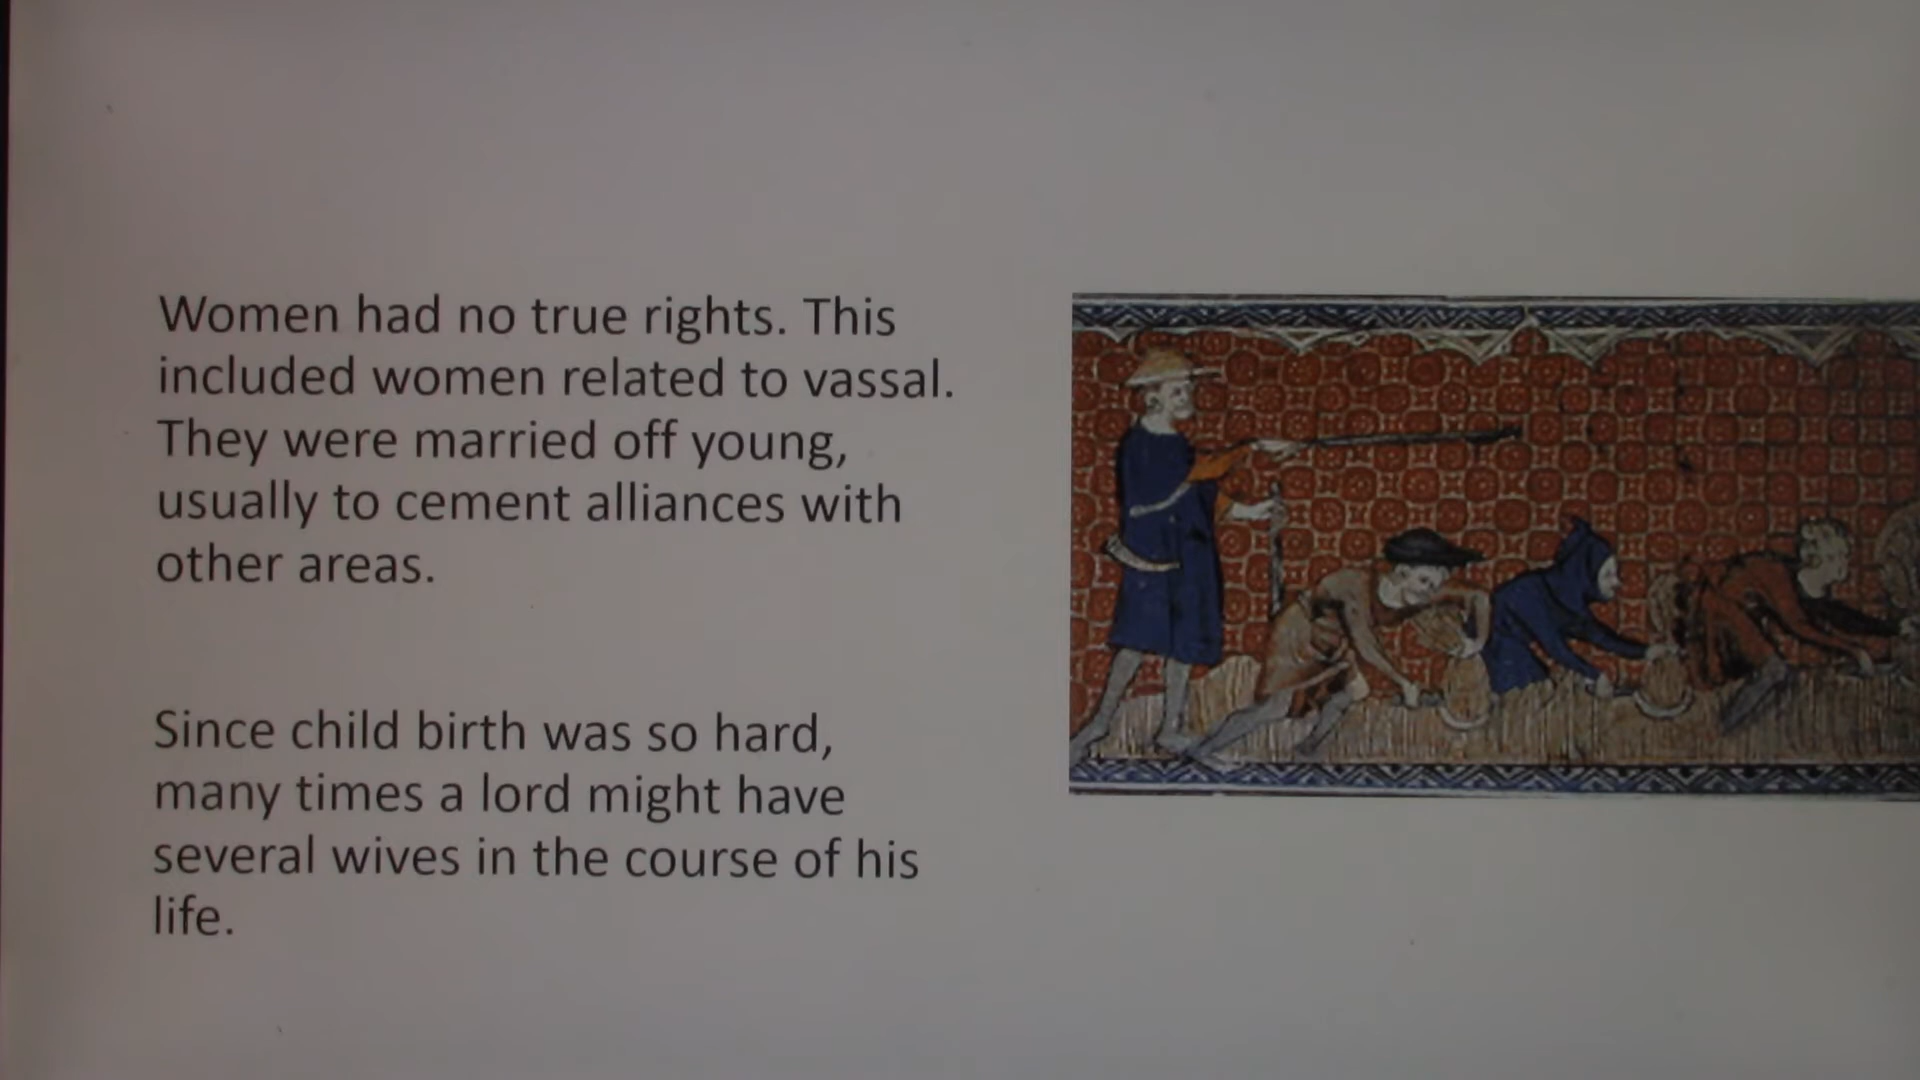 Women had no true rights. This
included women related to vassal.
They were married off young,
usually to cement alliances with
other areas.
Since child birth was so hard,
many times a lord might have
several wives in the course of his
life.